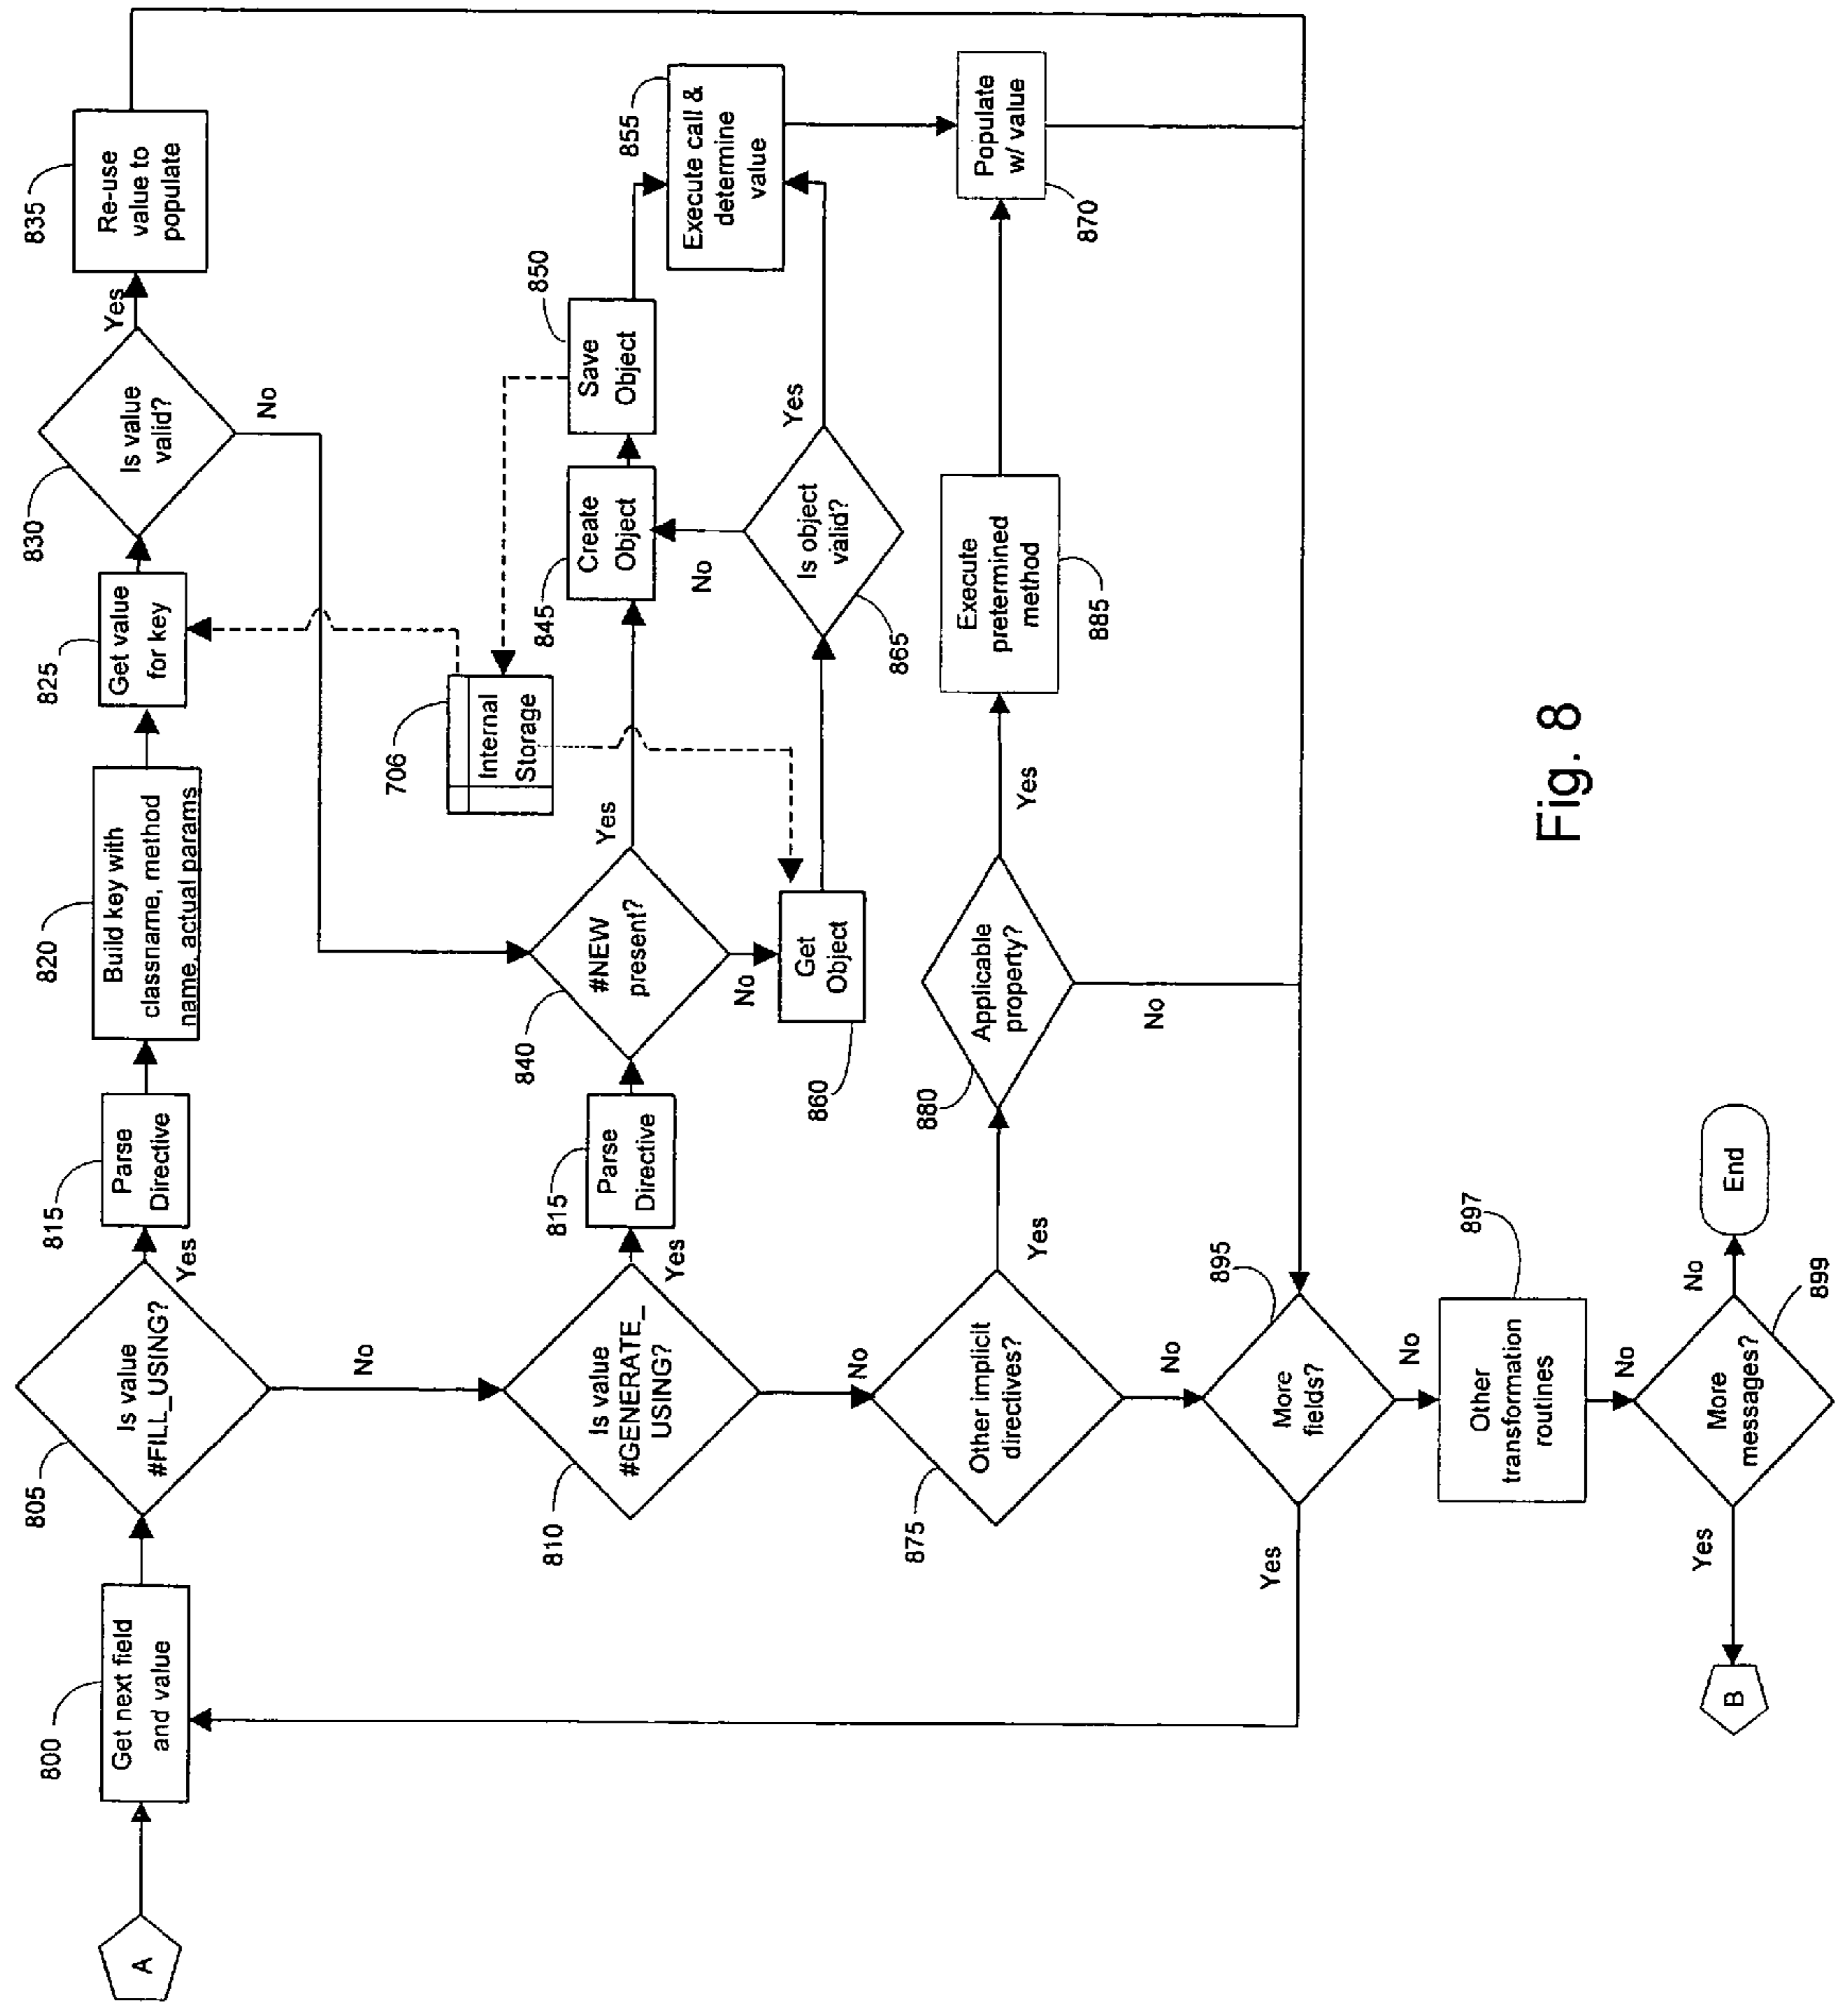 A
800
Get next field
and value
805
Is value
#FILL_USING?
Yes
No
815
Parse
Directive
820
Build key with
classname, method
name, actual params
825
Get value
for key
830
Is value
valid?
Yes
No
835
Re-use
value to
populate
810
Is value
#GENERATE_
USING?
Yes
No
815
Parse
Directive
840
#NEW
present?
Yes
No
706
Internal
Storage
845
Create
Object
850
Save
Object
855
Execute call &
determine
value
860
Get
Object
865
Is object
valid?
No
Yes
875
Other implicit
directives?
Yes
No
880
Applicable
property?
Yes
No
885
Execute
pretermined
method
870
Populate
w/ value
895
More
fields?
Yes
No
897
Other
transformation
routines
No
899
More
messages?
Yes
No
B
End
Fig. 8